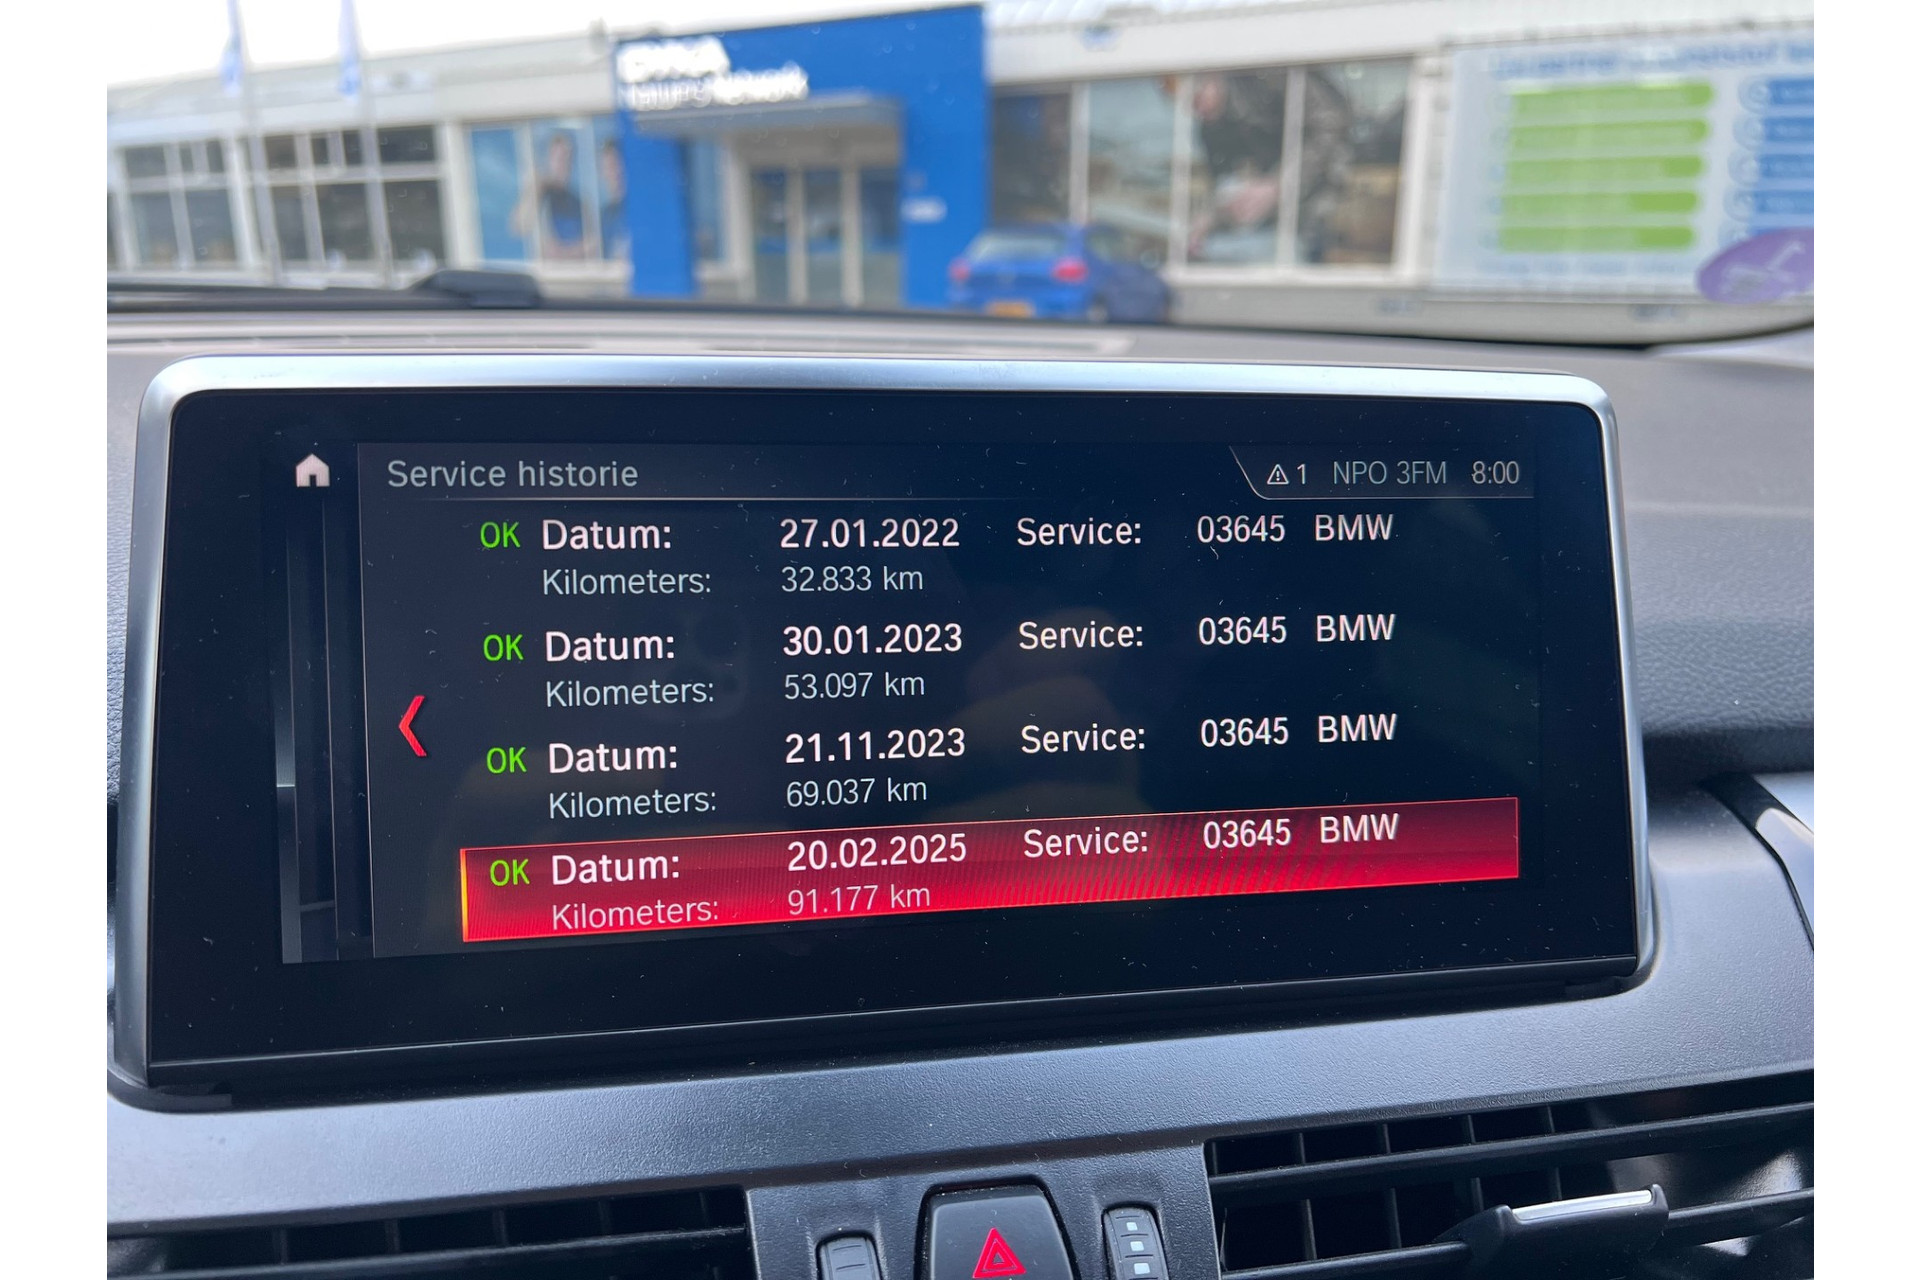 Service historie
⚠ 1 NPO 3FM 8:00
OK Datum: 27.01.2022 Service: 03645 BMW
Kilometers: 32.833 km
OK Datum: 30.01.2023 Service: 03645 BMW
Kilometers: 53.097 km
OK Datum: 21.11.2023 Service: 03645 BMW
Kilometers: 69.037 km
OK Datum: 20.02.2025 Service: 03645 BMW
Kilometers: 91.177 km